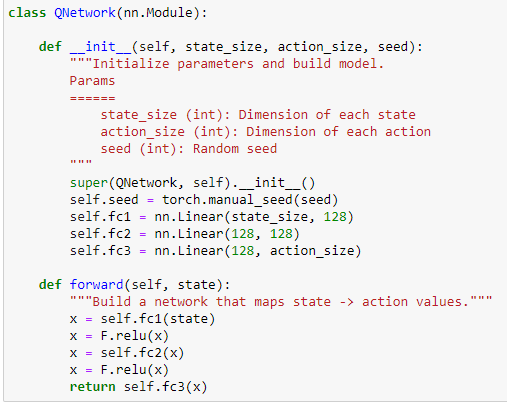 class QNetwork(nn.Module):
def __init__(self, state_size, action_size, seed):
"""Initialize parameters and build model.
Params
======
state_size (int): Dimension of each state
action_size (int): Dimension of each action
seed (int): Random seed
"""
super(QNetwork, self).__init__()
self.seed = torch.manual_seed(seed)
self.fc1 = nn.Linear(state_size, 128)
self.fc2 = nn.Linear(128, 128)
self.fc3 = nn.Linear(128, action_size)
def forward(self, state):
"""Build a network that maps state -> action values."""
x = self.fc1(state)
x = F.relu(x)
x = self.fc2(x)
x = F.relu(x)
return self.fc3(x)